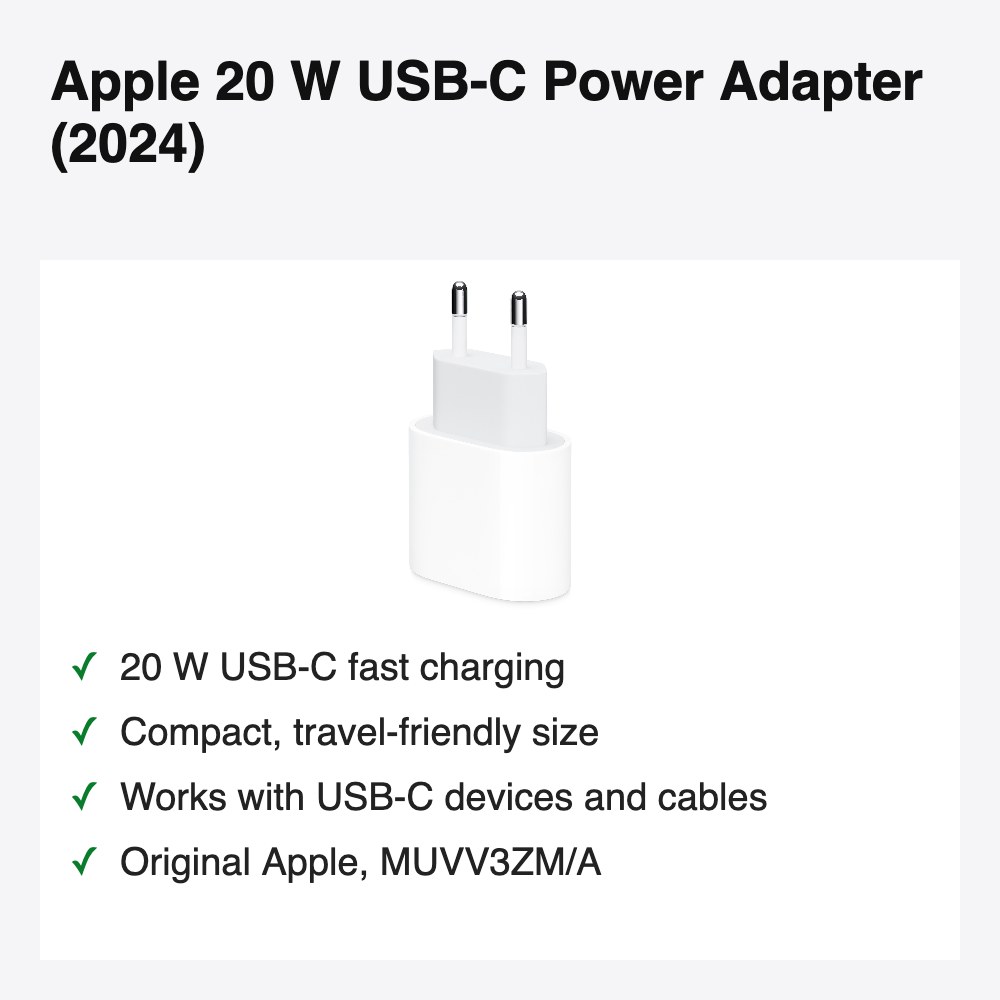 Apple 20 W USB-C Power Adapter
(2024)
✓ 20 W USB-C fast charging
✓ Compact, travel-friendly size
✓ Works with USB-C devices and cables
✓ Original Apple, MUVV3ZM/A